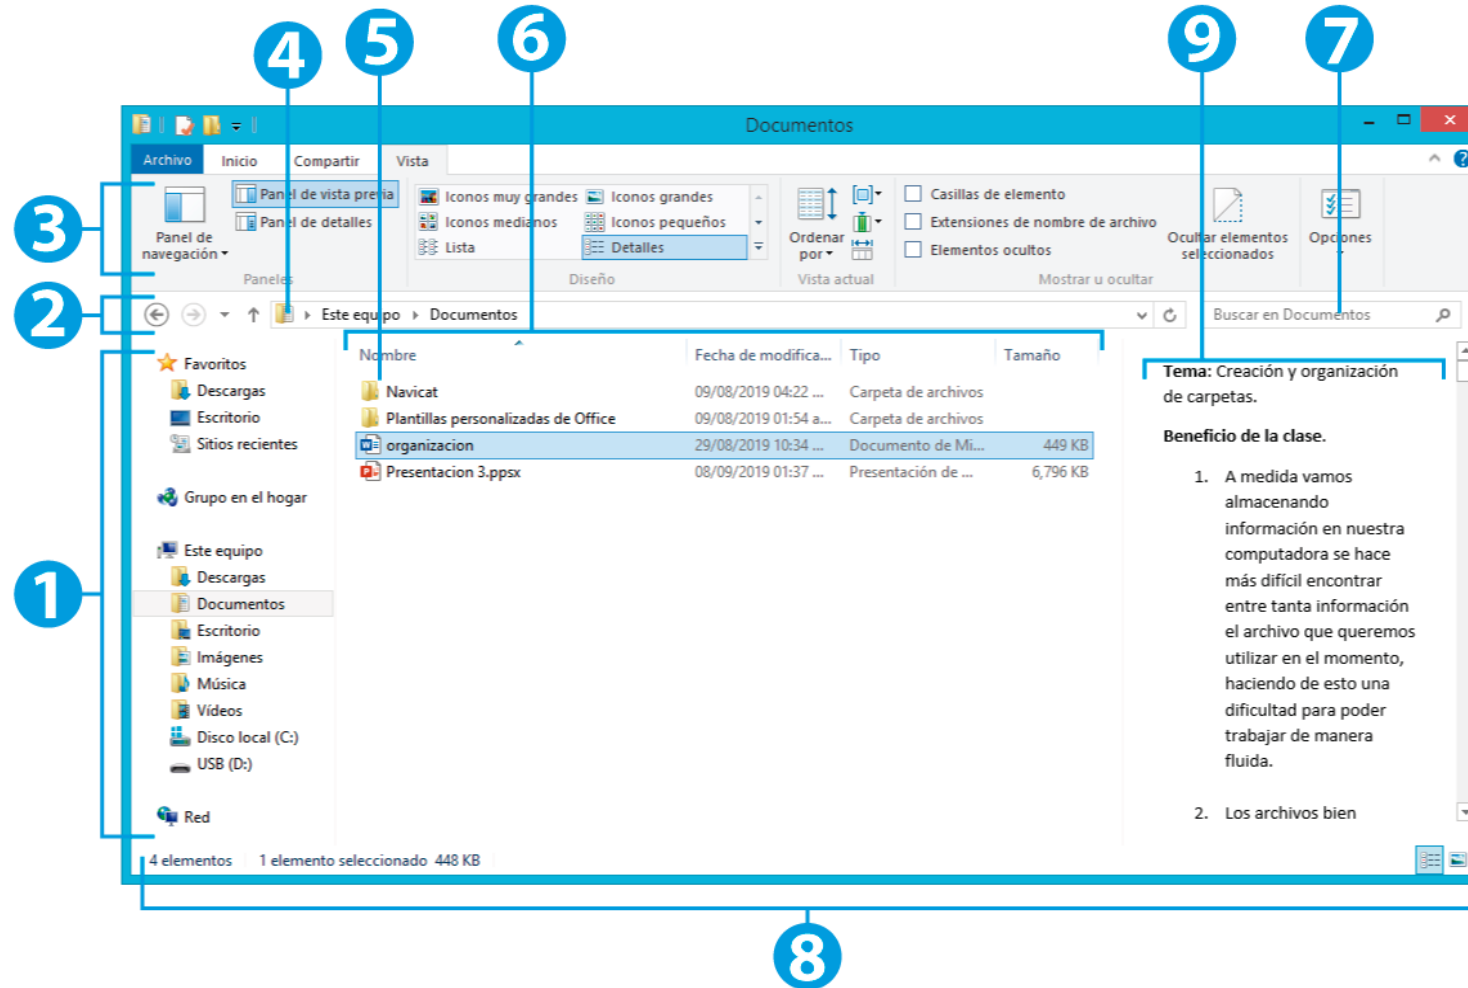 4 5 6 9 7
Documentos
Archivo Inicio Compartir Vista
3
Panel de navegación
Panel de vista previa
Panel de detalles
Paneles
Iconos muy grandes Iconos grandes
Iconos medianos Iconos pequeños
Lista Detalles
Diseño
Ordenar por
Vista actual
Casillas de elemento
Extensiones de nombre de archivo
Elementos ocultos
Ocultar elementos seleccionados
Mostrar u ocultar
Opciones
2
Este equipo Documentos
Buscar en Documentos
1
Favoritos
Descargas
Escritorio
Sitios recientes
Grupo en el hogar
Este equipo
Descargas
Documentos
Escritorio
Imágenes
Música
Vídeos
Disco local (C:)
USB (D:)
Red
Nombre Fecha de modifica... Tipo Tamaño
Navicat 09/08/2019 04:22 ... Carpeta de archivos
Plantillas personalizadas de Office 09/08/2019 01:54 a... Carpeta de archivos
organizacion 29/08/2019 10:34 ... Documento de Mi... 449 KB
Presentacion 3.ppsx 08/09/2019 01:37 ... Presentación de ... 6,796 KB
Tema: Creación y organización
de carpetas.
Beneficio de la clase.
1. A medida vamos
almacenando
información en nuestra
computadora se hace
más difícil encontrar
entre tanta información
el archivo que queremos
utilizar en el momento,
haciendo de esto una
dificultad para poder
trabajar de manera
fluida.
2. Los archivos bien
4 elementos 1 elemento seleccionado 448 KB
8